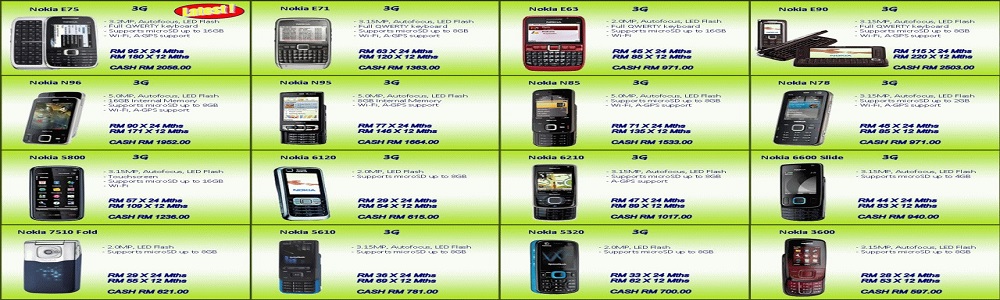 Nokia E75 3G Latest !
- 3.2MP, Autofocus, LED Flash
- Full QWERTY keyboard
- Supports microSD up to 16GB
- Wi-Fi, A-GPS support
RM 95 X 24 Mths
RM 180 X 12 Mths
CASH RM 2056.00
Nokia E71 3G
- 3.15MP, Autofocus, LED Flash
- Full QWERTY keyboard
- Supports microSD up to 8GB
- Wi-Fi, A-GPS support
RM 63 X 24 Mths
RM 120 X 12 Mths
CASH RM 1363.00
Nokia E63 3G
- 2.0MP, Autofocus, LED Flash
- Full QWERTY keyboard
- Supports microSD up to 16GB
- Wi-Fi
RM 45 X 24 Mths
RM 85 X 12 Mths
CASH RM 971.00
Nokia E90 3G
- 3.15MP, Autofocus, LED Flash
- Full QWERTY keyboard
- Supports microSD up to 8GB
- Wi-Fi, A-GPS support
RM 115 X 24 Mths
RM 220 X 12 Mths
CASH RM 2503.00
Nokia N96 3G
- 5.0MP, Autofocus, LED Flash
- 16GB Internal Memory
- Supports microSD up to 8GB
- Wi-Fi, A-GPS support
RM 90 X 24 Mths
RM 171 X 12 Mths
CASH RM 1952.00
Nokia N95 3G
- 5.0MP, Autofocus, LED Flash
- 8GB Internal Memory
- Wi-Fi, A-GPS support
RM 77 X 24 Mths
RM 146 X 12 Mths
CASH RM 1664.00
Nokia N85 3G
- 5.0MP, Autofocus, LED Flash
- Supports microSD up to 8GB
- Wi-Fi, A-GPS support
RM 71 X 24 Mths
RM 135 X 12 Mths
CASH RM 1533.00
Nokia N78 3G
- 3.15MP, Autofocus, LED Flash
- Supports microSD up to 2GB
- Wi-Fi, A-GPS support
RM 45 X 24 Mths
RM 85 X 12 Mths
CASH RM 971.00
Nokia 5800 3G
- 3.15MP, Autofocus, LED Flash
- Touchscreen
- Supports microSD up to 16GB
- Wi-Fi
RM 57 X 24 Mths
RM 109 X 12 Mths
CASH RM 1236.00
Nokia 6120 3G
- 2.0MP, LED Flash
- Supports microSD up to 8GB
RM 29 X 24 Mths
RM 54 X 12 Mths
CASH RM 615.00
Nokia 6210 3G
- 3.15MP, Autofocus, LED Flash
- Supports microSD up to 8GB
- A-GPS support
RM 47 X 24 Mths
RM 89 X 12 Mths
CASH RM 1017.00
Nokia 6600 Slide 3G
- 3.15MP, Autofocus, LED Flash
- Supports microSD up to 4GB
RM 44 X 24 Mths
RM 83 X 12 Mths
CASH RM 940.00
Nokia 7510 Fold
- 2.0MP, LED Flash
- Supports microSD up to 8GB
RM 29 X 24 Mths
RM 55 X 12 Mths
CASH RM 621.00
Nokia 5610 3G
- 3.15MP, Autofocus, LED Flash
- Supports microSD up to 8GB
RM 36 X 24 Mths
RM 69 X 12 Mths
CASH RM 781.00
Nokia 5320 3G
- 2.0MP, LED Flash
- Supports microSD up to 8GB
RM 33 X 24 Mths
RM 62 X 12 Mths
CASH RM 700.00
Nokia 3600
- 3.15MP, Autofocus, LED Flash
- Supports microSD up to 8GB
RM 28 X 24 Mths
RM 53 X 12 Mths
CASH RM 597.00